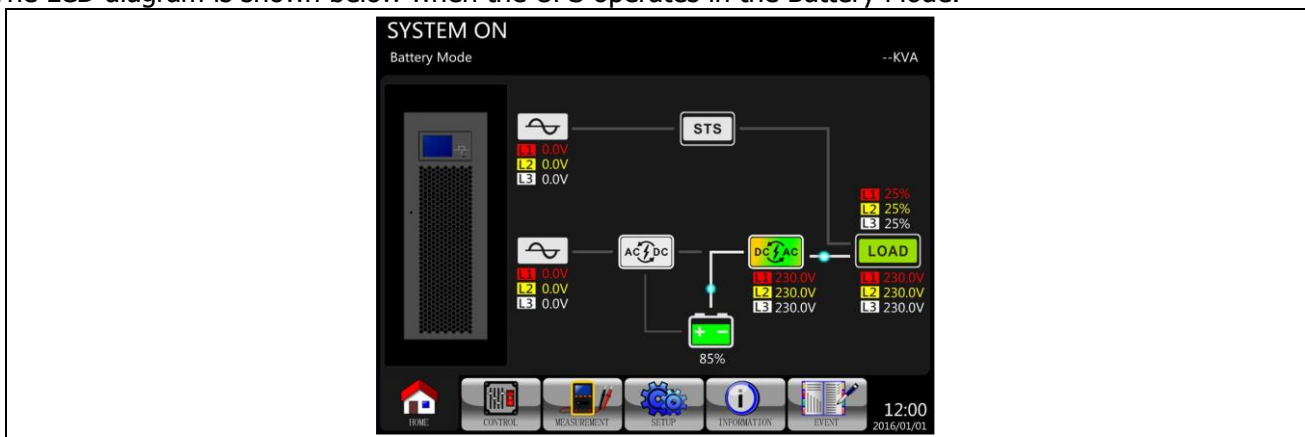 The LCD diagram is shown below when the UPS operates in the Battery Mode.
SYSTEM ON
Battery Mode
--KVA
STS
L1 0.0V
L2 0.0V
L3 0.0V
L1 25%
L2 25%
L3 25%
AC DC
DC AC
LOAD
L1 0.0V
L2 0.0V
L3 0.0V
L1 230.0V
L2 230.0V
L3 230.0V
L1 230.0V
L2 230.0V
L3 230.0V
+ −
85%
HOME
CONTROL
MEASUREMENT
SETUP
INFORMATION
EVENT
12:00
2016/01/01